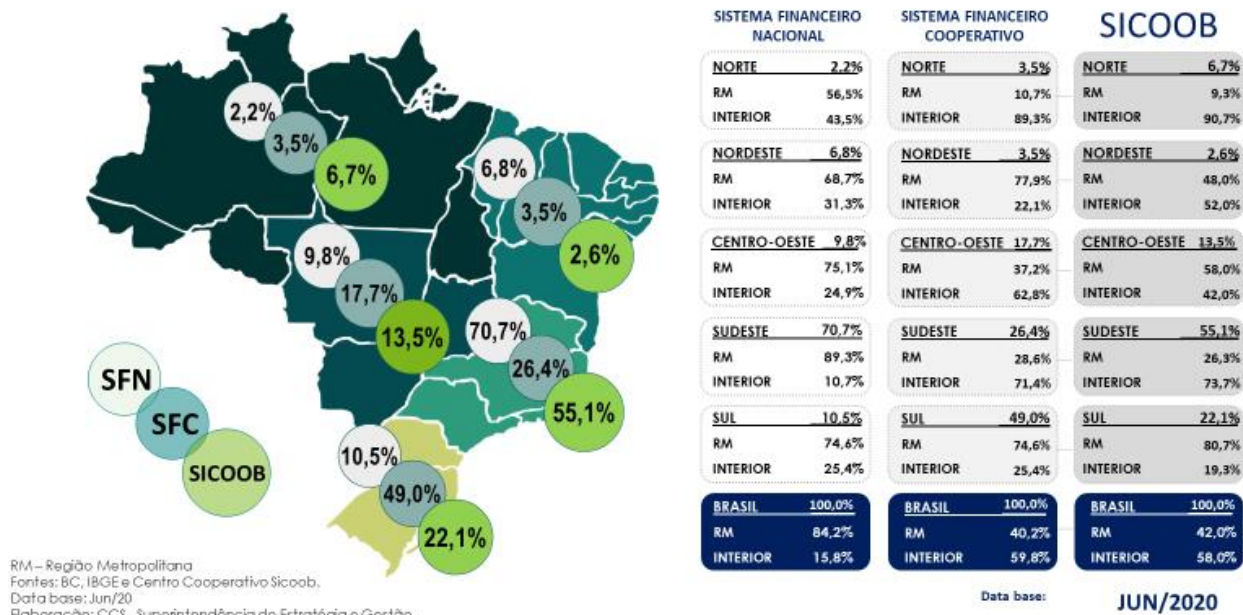 2,2%
3,5%
6,7%
6,8%
3,5%
2,6%
9,8%
17,7%
13,5%
70,7%
26,4%
55,1%
10,5%
49,0%
22,1%
SFN
SFC
SICOOB
RM – Região Metropolitana
Fontes: BC, IBGE e Centro Cooperativo Sicoob.
Data base: Jun/20
Elaboração: CCS - Superintendência de Estratégia e Gestão
SISTEMA FINANCEIRO
NACIONAL
NORTE 2,2%
RM 56,5%
INTERIOR 43,5%
NORDESTE 6,8%
RM 68,7%
INTERIOR 31,3%
CENTRO-OESTE 9,8%
RM 75,1%
INTERIOR 24,9%
SUDESTE 70,7%
RM 89,3%
INTERIOR 10,7%
SUL 10,5%
RM 74,6%
INTERIOR 25,4%
BRASIL 100,0%
RM 84,2%
INTERIOR 15,8%
SISTEMA FINANCEIRO
COOPERATIVO
NORTE 3,5%
RM 10,7%
INTERIOR 89,3%
NORDESTE 3,5%
RM 77,9%
INTERIOR 22,1%
CENTRO-OESTE 17,7%
RM 37,2%
INTERIOR 62,8%
SUDESTE 26,4%
RM 28,6%
INTERIOR 71,4%
SUL 49,0%
RM 74,6%
INTERIOR 25,4%
BRASIL 100,0%
RM 40,2%
INTERIOR 59,8%
SICOOB
NORTE 6,7%
RM 9,3%
INTERIOR 90,7%
NORDESTE 2,6%
RM 48,0%
INTERIOR 52,0%
CENTRO-OESTE 13,5%
RM 58,0%
INTERIOR 42,0%
SUDESTE 55,1%
RM 26,3%
INTERIOR 73,7%
SUL 22,1%
RM 80,7%
INTERIOR 19,3%
BRASIL 100,0%
RM 42,0%
INTERIOR 58,0%
Data base: JUN/2020